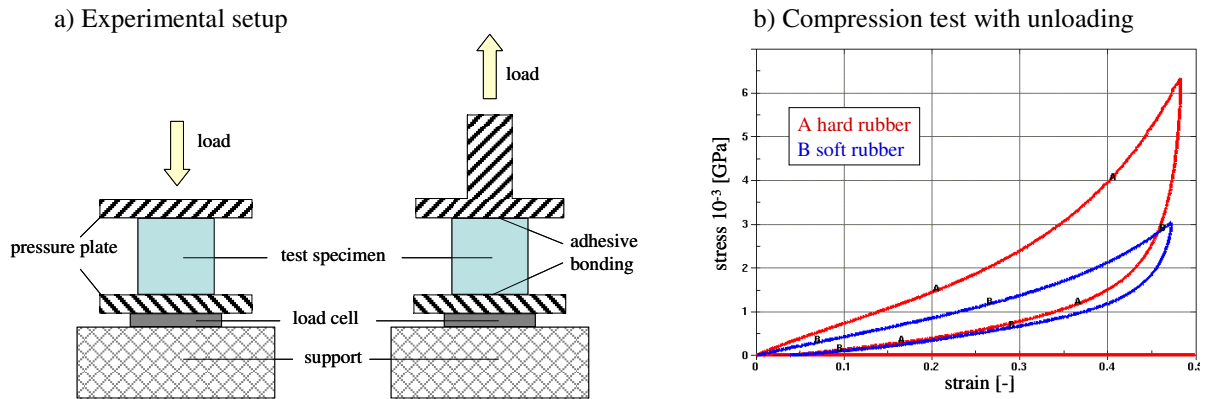 a) Experimental setup
load
load
pressure plate
test specimen
adhesive
bonding
load cell
support
b) Compression test with unloading
stress 10⁻³ [GPa]
6
5
4
3
2
1
0
A hard rubber
B soft rubber
A
A
A
A
B
B
B
B
B
B
0
0.1
0.2
0.3
0.4
0.5
strain [-]